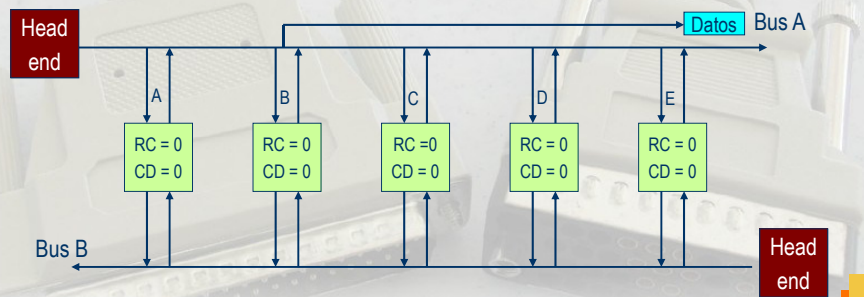 Head
end
Datos
Bus A
A
B
C
D
E
RC = 0
CD = 0
RC = 0
CD = 0
RC =0
CD = 0
RC = 0
CD = 0
RC = 0
CD = 0
Bus B
Head
end